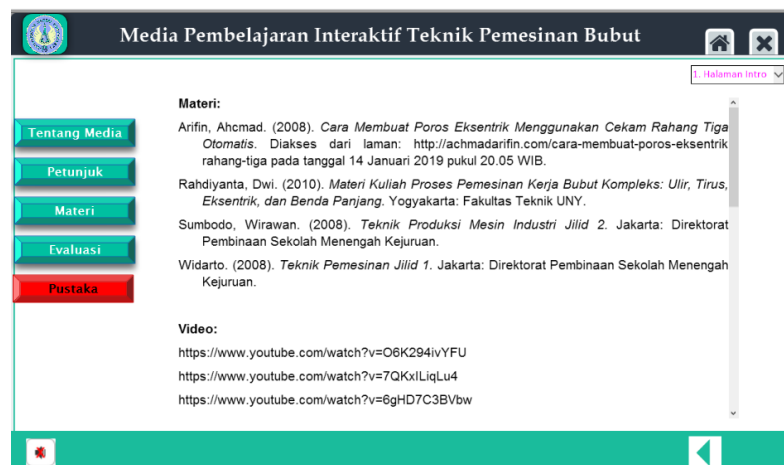 Media Pembelajaran Interaktif Teknik Pemesinan Bubut
1. Halaman Intro
Tentang Media
Petunjuk
Materi
Evaluasi
Pustaka
Materi:
Arifin, Ahcmad. (2008). Cara Membuat Poros Eksentrik Menggunakan Cekam Rahang Tiga
Otomatis. Diakses dari laman: http://achmadarifin.com/cara-membuat-poros-eksentrik
rahang-tiga pada tanggal 14 Januari 2019 pukul 20.05 WIB.
Rahdiyanta, Dwi. (2010). Materi Kuliah Proses Pemesinan Kerja Bubut Kompleks: Ulir, Tirus,
Eksentrik, dan Benda Panjang. Yogyakarta: Fakultas Teknik UNY.
Sumbodo, Wirawan. (2008). Teknik Produksi Mesin Industri Jilid 2. Jakarta: Direktorat
Pembinaan Sekolah Menengah Kejuruan.
Widarto. (2008). Teknik Pemesinan Jilid 1. Jakarta: Direktorat Pembinaan Sekolah Menengah
Kejuruan.
Video:
https://www.youtube.com/watch?v=O6K294ivYFU
https://www.youtube.com/watch?v=7QKxILiqLu4
https://www.youtube.com/watch?v=6gHD7C3BVbw